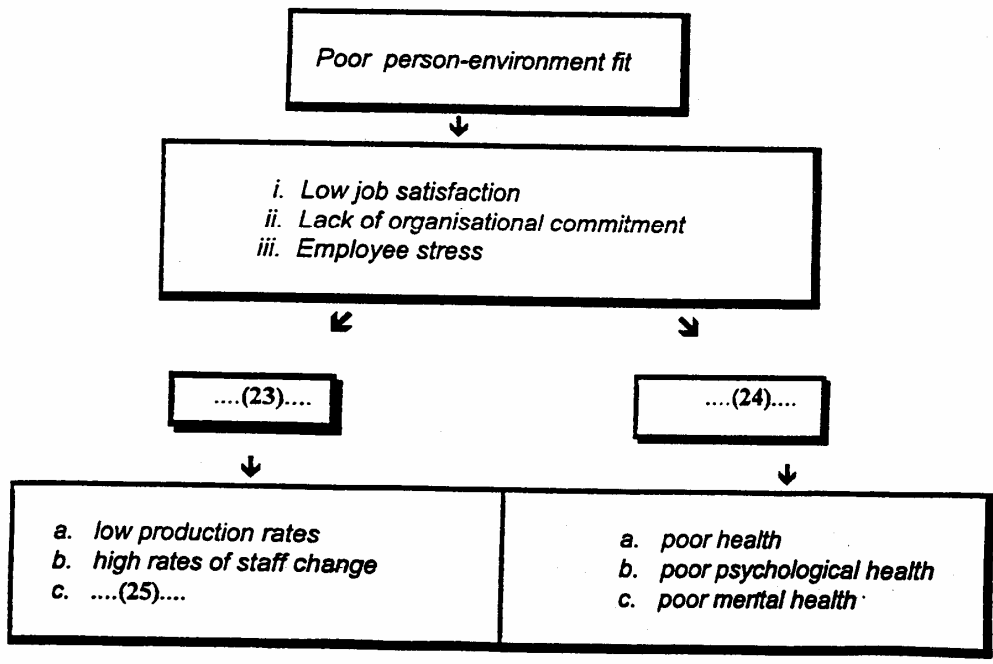 Poor person-environment fit
i. Low job satisfaction
ii. Lack of organisational commitment
iii. Employee stress
....(23)....
....(24)....
a. low production rates
b. high rates of staff change
c. ....(25)....
a. poor health
b. poor psychological health
c. poor mental health